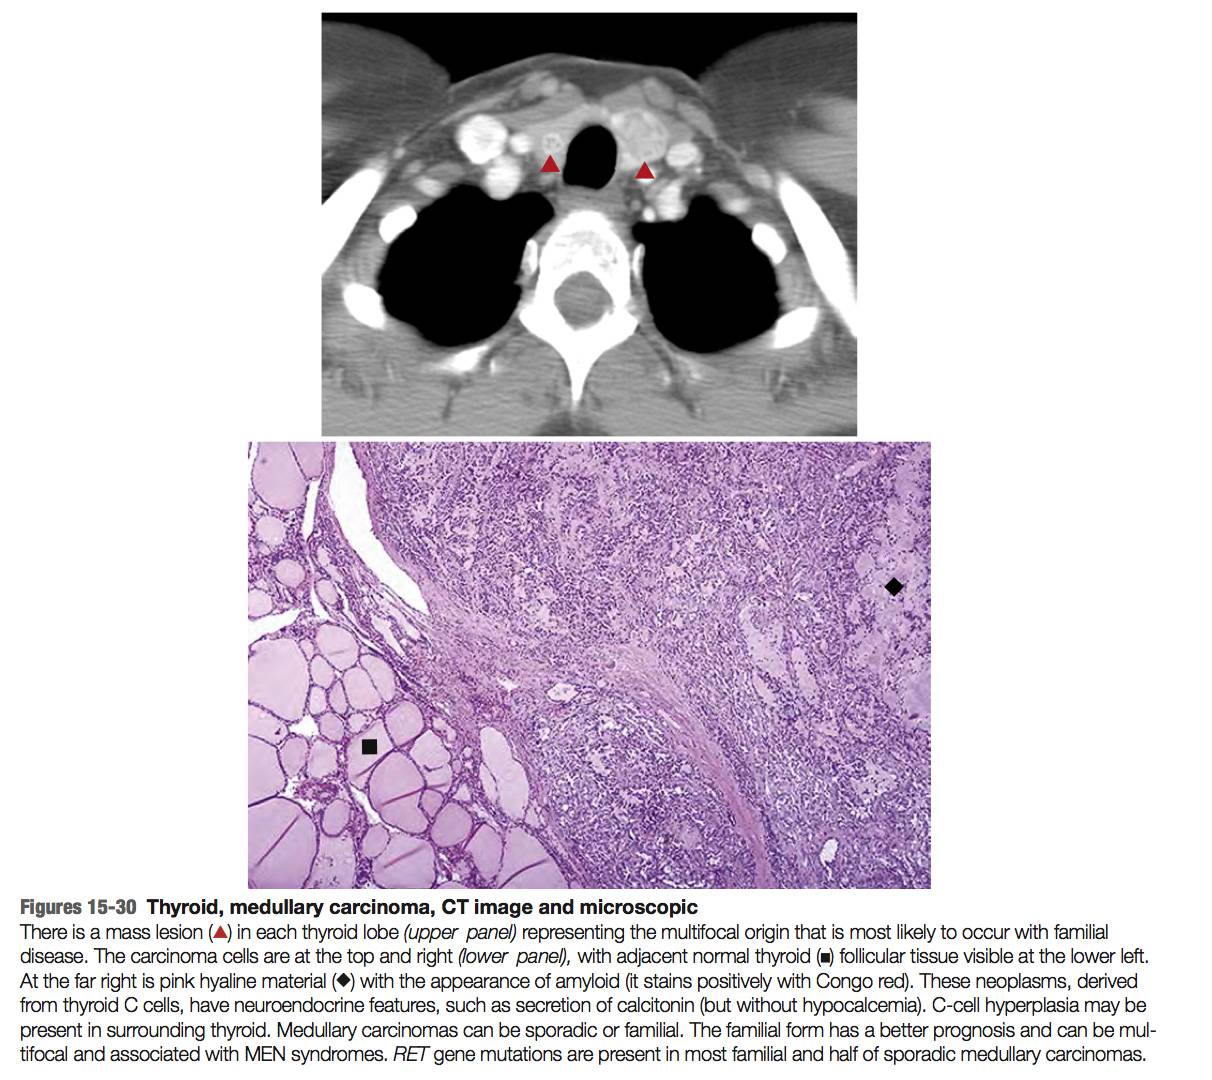 Figures 15-30 Thyroid, medullary carcinoma, CT image and microscopic
There is a mass lesion (▲) in each thyroid lobe (upper panel) representing the multifocal origin that is most likely to occur with familial
disease. The carcinoma cells are at the top and right (lower panel), with adjacent normal thyroid (■) follicular tissue visible at the lower left.
At the far right is pink hyaline material (◆) with the appearance of amyloid (it stains positively with Congo red). These neoplasms, derived
from thyroid C cells, have neuroendocrine features, such as secretion of calcitonin (but without hypocalcemia). C-cell hyperplasia may be
present in surrounding thyroid. Medullary carcinomas can be sporadic or familial. The familial form has a better prognosis and can be mul-
tifocal and associated with MEN syndromes. RET gene mutations are present in most familial and half of sporadic medullary carcinomas.